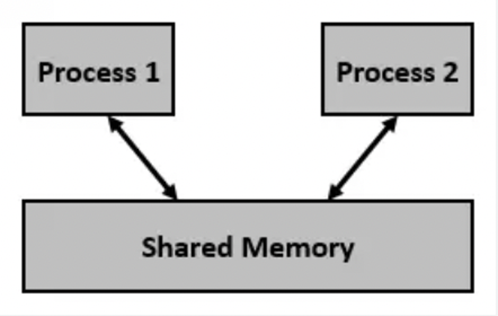 Process 1
Process 2
Shared Memory